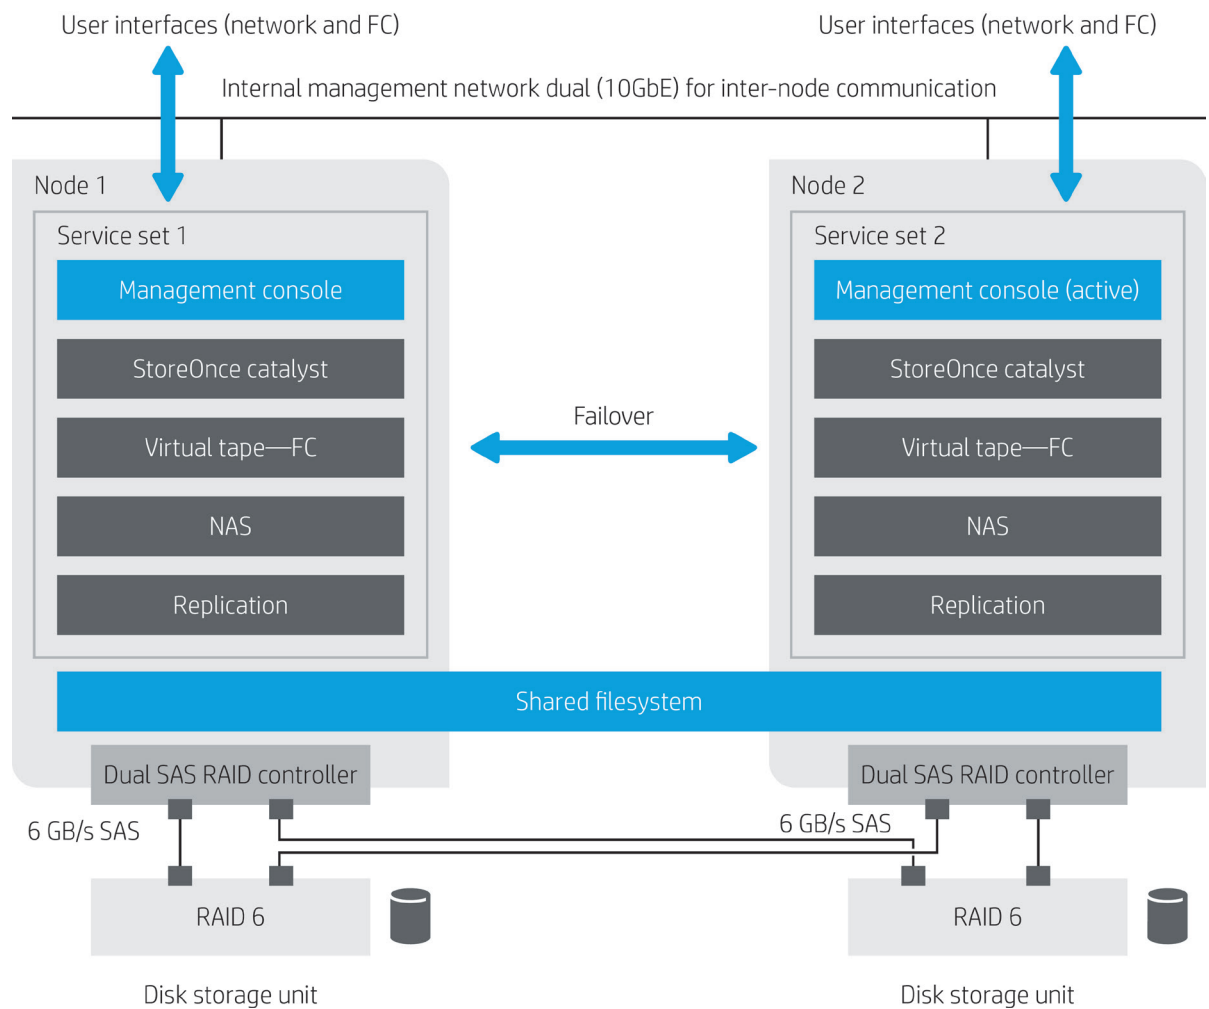 User interfaces (network and FC)
User interfaces (network and FC)
Internal management network dual (10GbE) for inter-node communication
Node 1
Service set 1
Management console
StoreOnce catalyst
Virtual tape—FC
NAS
Replication
Failover
Node 2
Service set 2
Management console (active)
StoreOnce catalyst
Virtual tape—FC
NAS
Replication
Shared filesystem
Dual SAS RAID controller
Dual SAS RAID controller
6 GB/s SAS
6 GB/s SAS
RAID 6
RAID 6
Disk storage unit
Disk storage unit